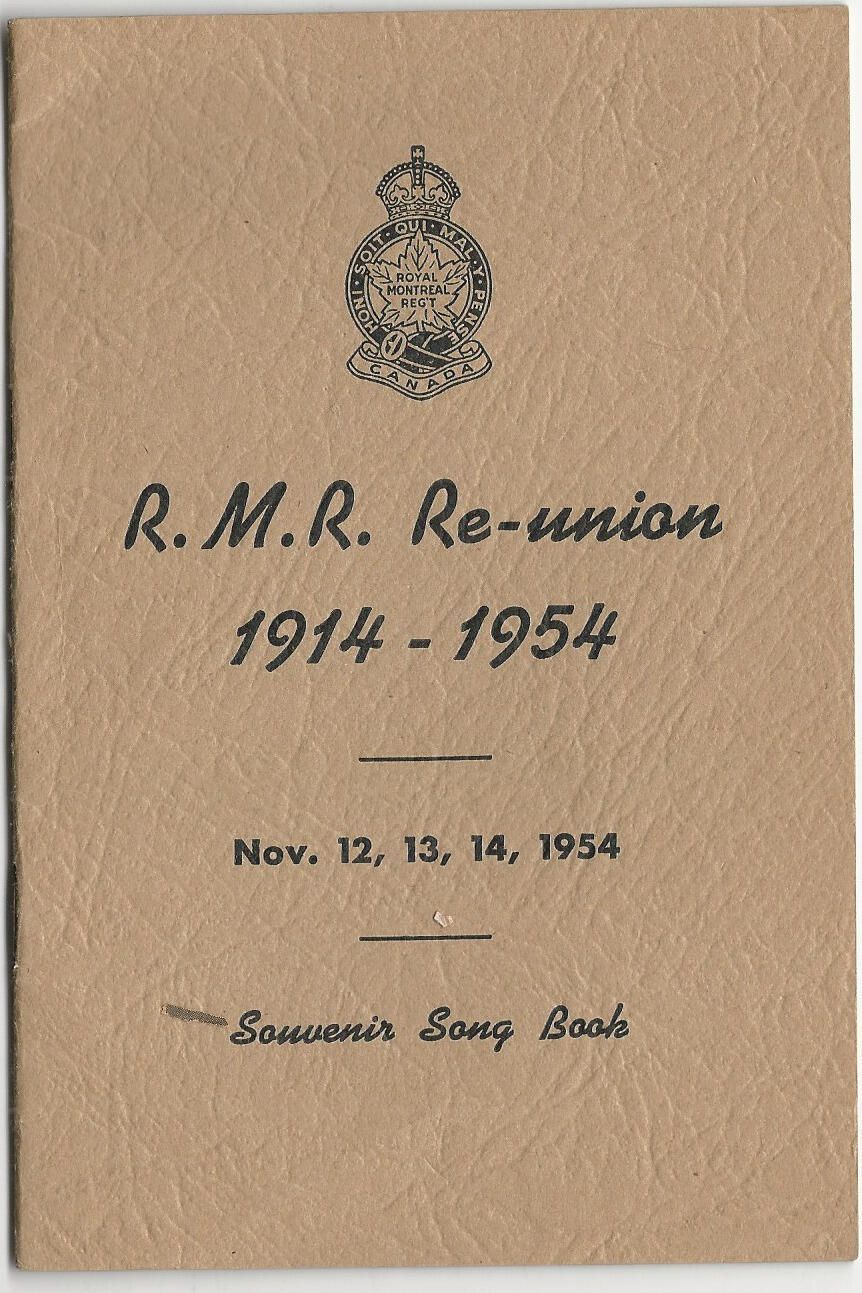 HONI · SOIT · QUI · MAL · Y · PENSE
ROYAL
MONTREAL
REG'T
CANADA
R. M. R. Re-union
1914 - 1954
Nov. 12, 13, 14, 1954
Souvenir Song Book